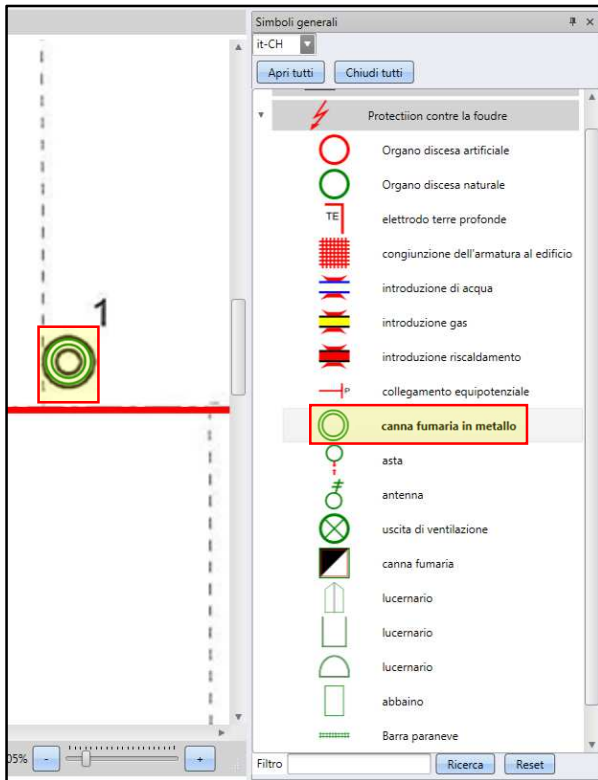 Simboli generali
it-CH
Apri tutti
Chiudi tutti
Protectiion contre la foudre
Organo discesa artificiale
Organo discesa naturale
TE
elettrodo terre profonde
congiunzione dell'armatura al edificio
introduzione di acqua
introduzione gas
introduzione riscaldamento
P
collegamento equipotenziale
canna fumaria in metallo
asta
antenna
uscita di ventilazione
canna fumaria
lucernario
lucernario
lucernario
abbaino
Barra paraneve
Filtro
Ricerca
Reset
1
05%
-
+